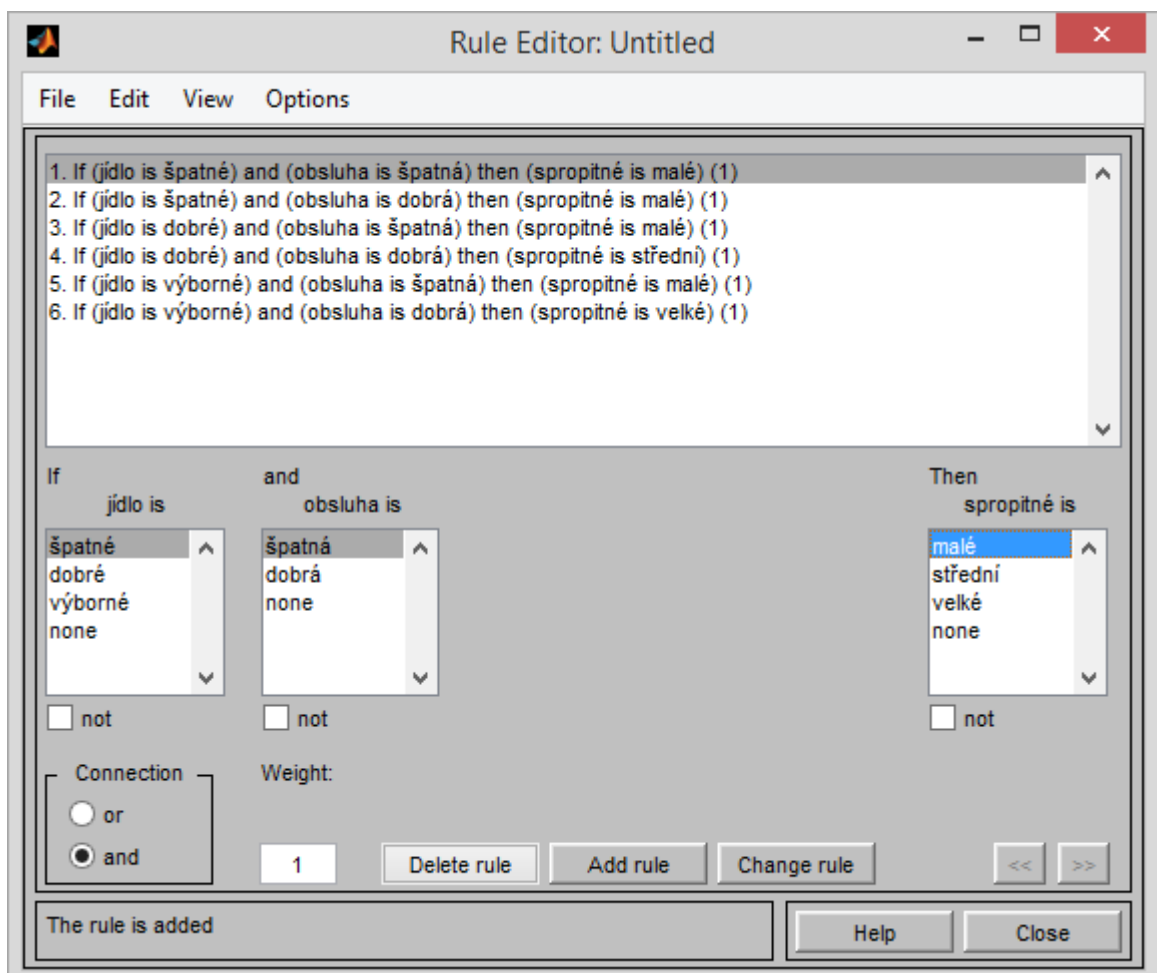 Rule Editor: Untitled
File Edit View Options
1. If (jídlo is špatné) and (obsluha is špatná) then (spropitné is malé) (1)
2. If (jídlo is špatné) and (obsluha is dobrá) then (spropitné is malé) (1)
3. If (jídlo is dobré) and (obsluha is špatná) then (spropitné is malé) (1)
4. If (jídlo is dobré) and (obsluha is dobrá) then (spropitné is střední) (1)
5. If (jídlo is výborné) and (obsluha is špatná) then (spropitné is malé) (1)
6. If (jídlo is výborné) and (obsluha is dobrá) then (spropitné is velké) (1)
If and Then
jídlo is obsluha is spropitné is
špatné špatná malé
dobré dobrá střední
výborné none velké
none none
not not not
Connection Weight:
or
and 1 Delete rule Add rule Change rule << >>
The rule is added Help Close